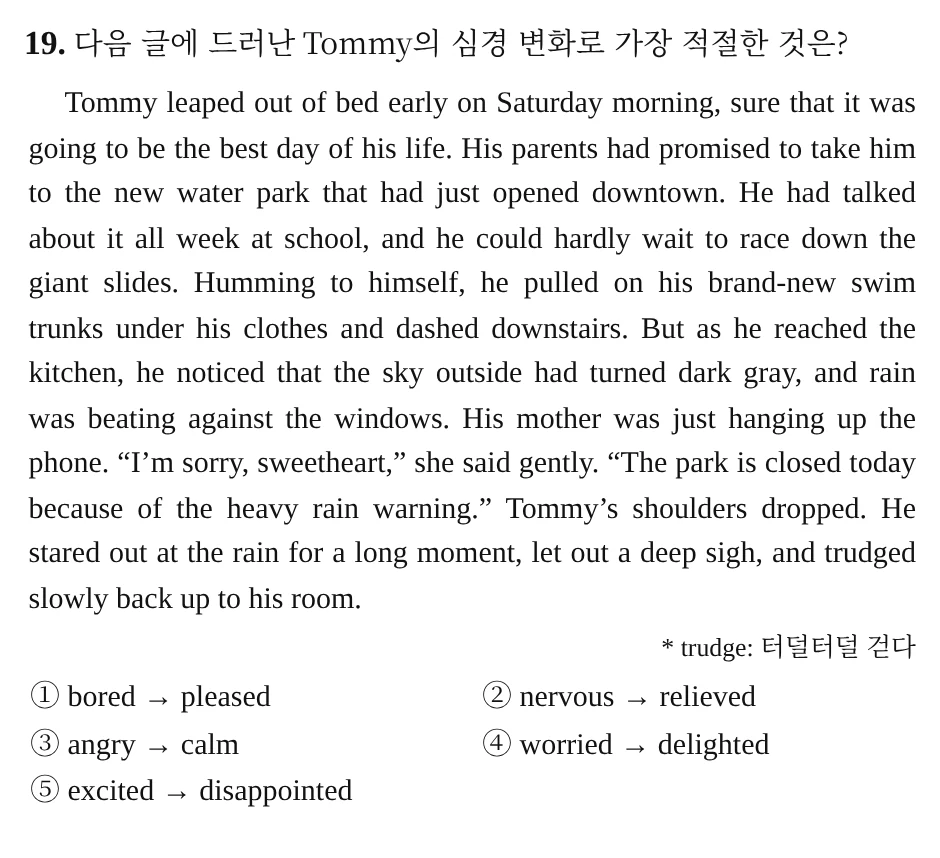 19. 다음 글에 드러난 Tommy의 심경 변화로 가장 적절한 것은?
Tommy leaped out of bed early on Saturday morning, sure that it was
going to be the best day of his life. His parents had promised to take him
to the new water park that had just opened downtown. He had talked
about it all week at school, and he could hardly wait to race down the
giant slides. Humming to himself, he pulled on his brand-new swim
trunks under his clothes and dashed downstairs. But as he reached the
kitchen, he noticed that the sky outside had turned dark gray, and rain
was beating against the windows. His mother was just hanging up the
phone. “I’m sorry, sweetheart,” she said gently. “The park is closed today
because of the heavy rain warning.” Tommy’s shoulders dropped. He
stared out at the rain for a long moment, let out a deep sigh, and trudged
slowly back up to his room.
* trudge: 터덜터덜 걷다
① bored → pleased
② nervous → relieved
③ angry → calm
④ worried → delighted
⑤ excited → disappointed